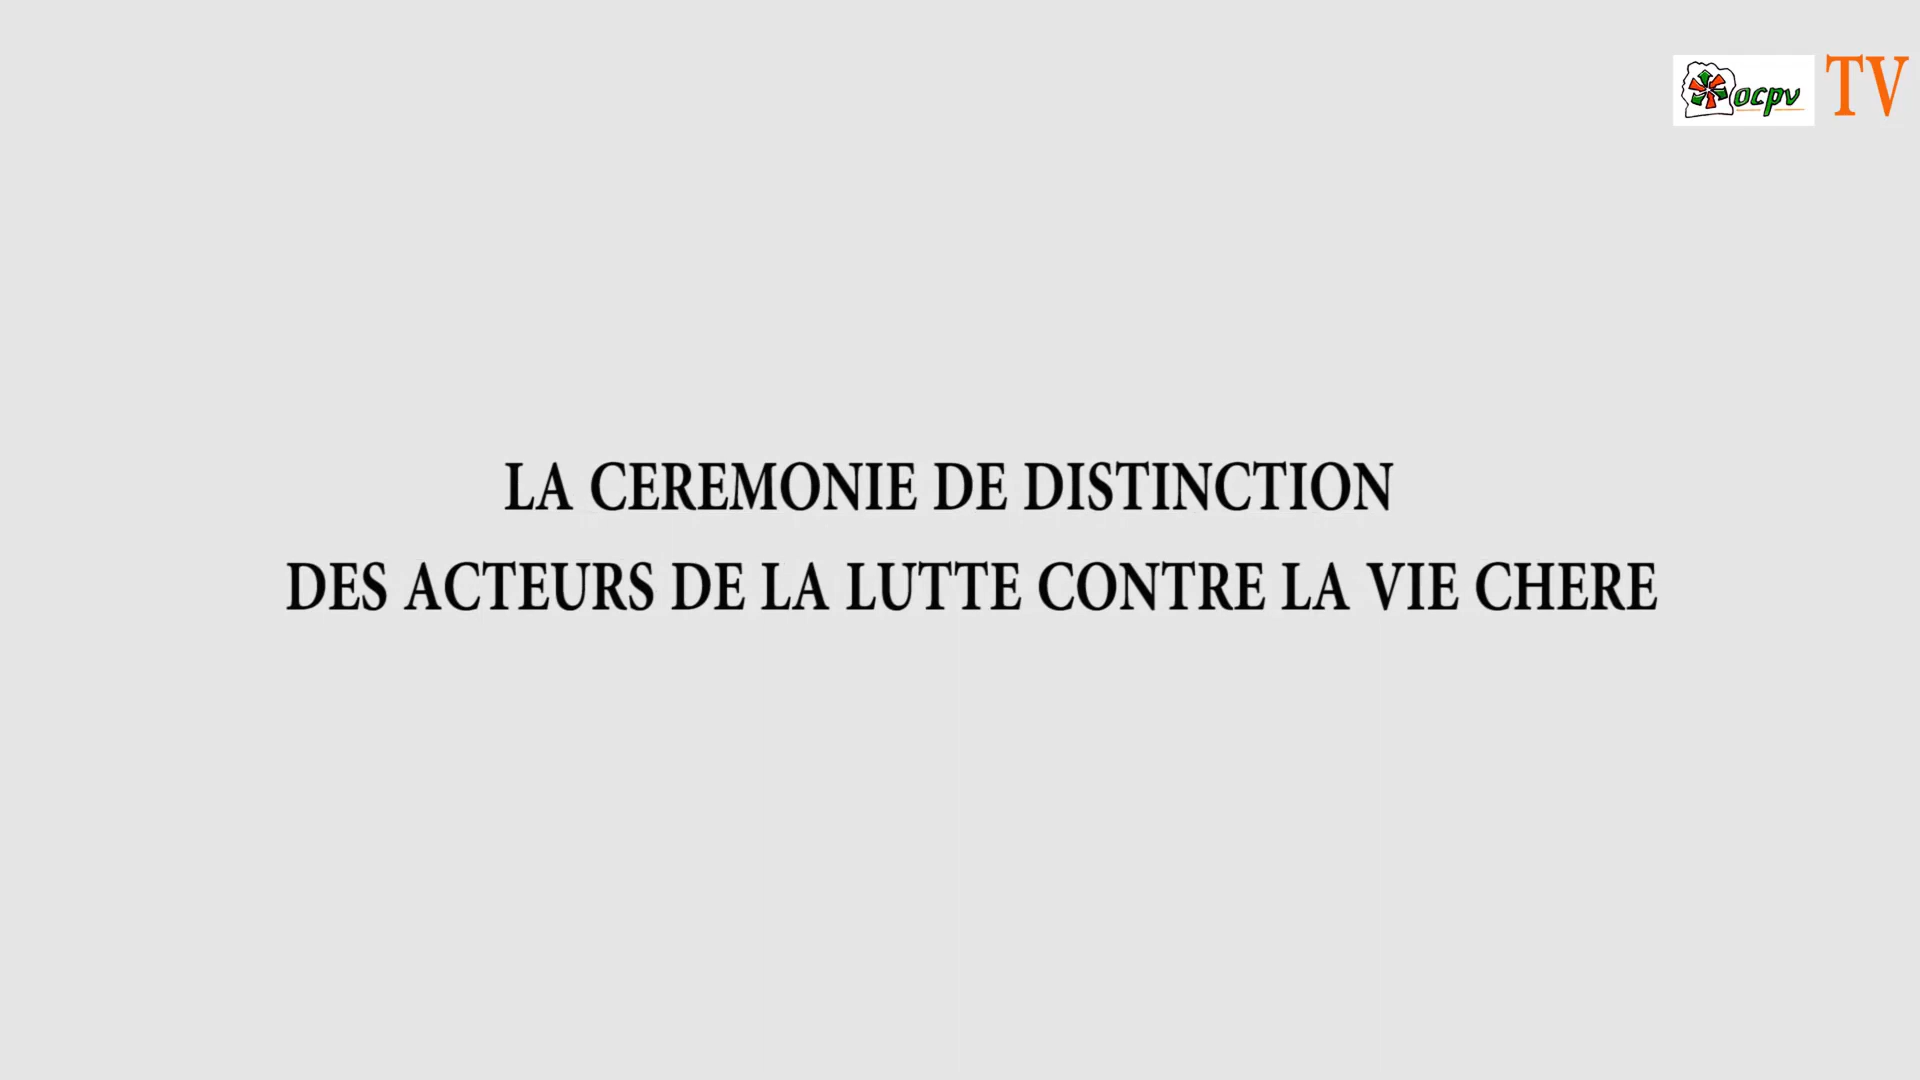 ocpv TV
LA CEREMONIE DE DISTINCTION
DES ACTEURS DE LA LUTTE CONTRE LA VIE CHERE